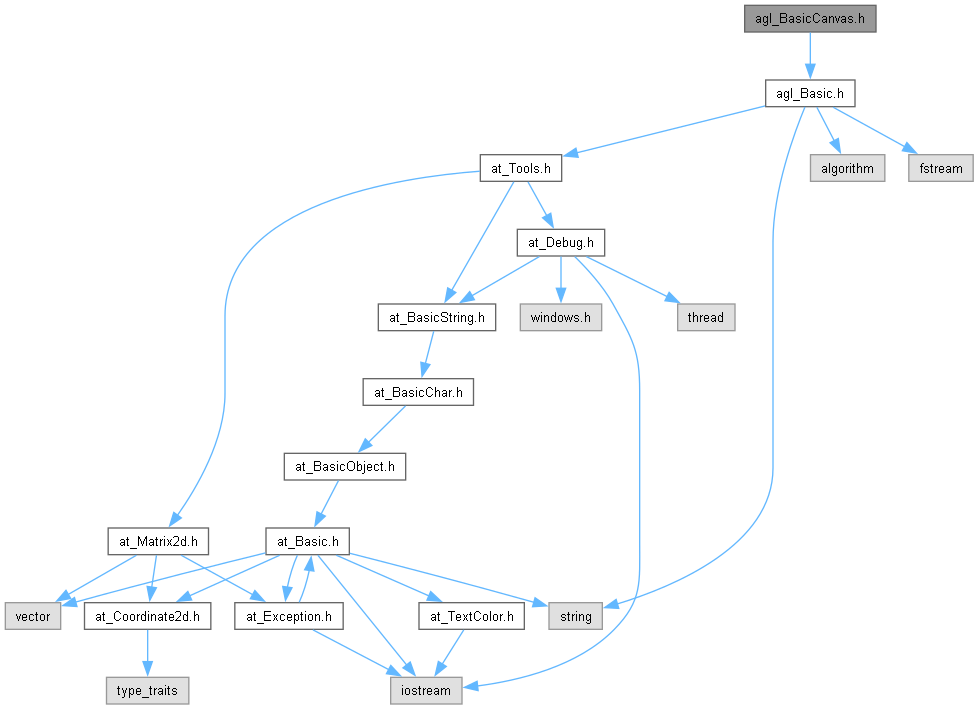 agl_BasicCanvas.h
agl_Basic.h
at_Tools.h
algorithm
fstream
at_Debug.h
at_BasicString.h
windows.h
thread
at_BasicChar.h
at_BasicObject.h
at_Matrix2d.h
at_Basic.h
vector
at_Coordinate2d.h
at_Exception.h
at_TextColor.h
string
type_traits
iostream